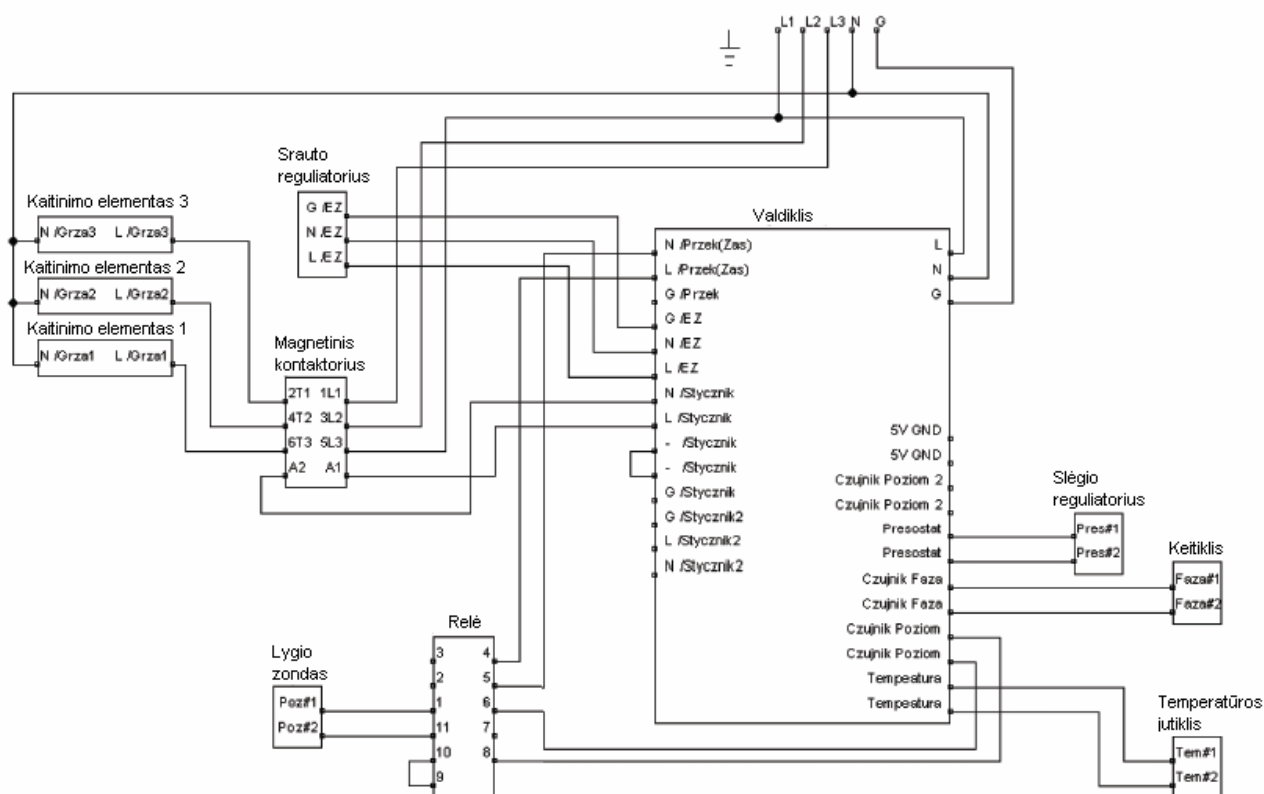 L1 L2 L3 N G
Srauto
reguliatorius
G /EZ
N /EZ
L /EZ
Kaitinimo elementas 3
N /Grza3 L /Grza3
Kaitinimo elementas 2
N /Grza2 L /Grza2
Kaitinimo elementas 1
N /Grza1 L /Grza1
Magnetinis
kontaktorius
2T1 1L1
4T2 3L2
6T3 5L3
A2 A1
Valdiklis
N /Przek(Zas) L
L /Przek(Zas) N
G /Przek G
G /EZ
N /EZ
L /EZ
N /Stycznik
L /Stycznik
- /Stycznik
- /Stycznik
G /Stycznik
G /Stycznik2
L /Stycznik2
N /Stycznik2
5V GND
5V GND
Czujnik Poziom 2
Czujnik Poziom 2
Presostat
Presostat
Czujnik Faza
Czujnik Faza
Czujnik Poziom
Czujnik Poziom
Tempeatura
Tempeatura
Slėgio
reguliatorius
Pres#1
Pres#2
Keitiklis
Faza#1
Faza#2
Relė
3 4
2 5
1 6
11 7
10 8
9
Lygio
zondas
Poz#1
Poz#2
Temperatūros
jutiklis
Tem#1
Tem#2